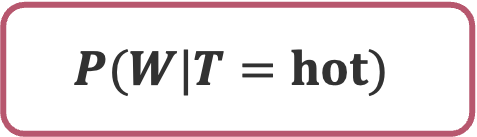 P(W|T = hot)